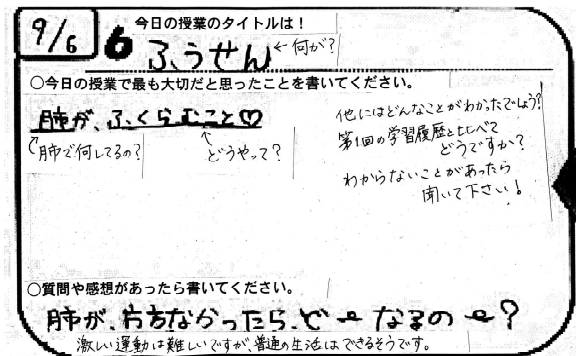 9/6
6
今日の授業のタイトルは！
ふうせん ←何が？
○今日の授業で最も大切だと思ったことを書いてください。
肺が、ふくらむこと♡
肺で何してるの？
どうやって？
他にはどんなことがわかったでしょう？
第1回の学習履歴と比べて
どうですか？
わからないことがあったら
聞いて下さい！
○質問や感想があったら書いてください。
肺が、片方なかったら、ど〜なるの〜？
激しい運動は難しいですが、普通の生活はできるそうです。